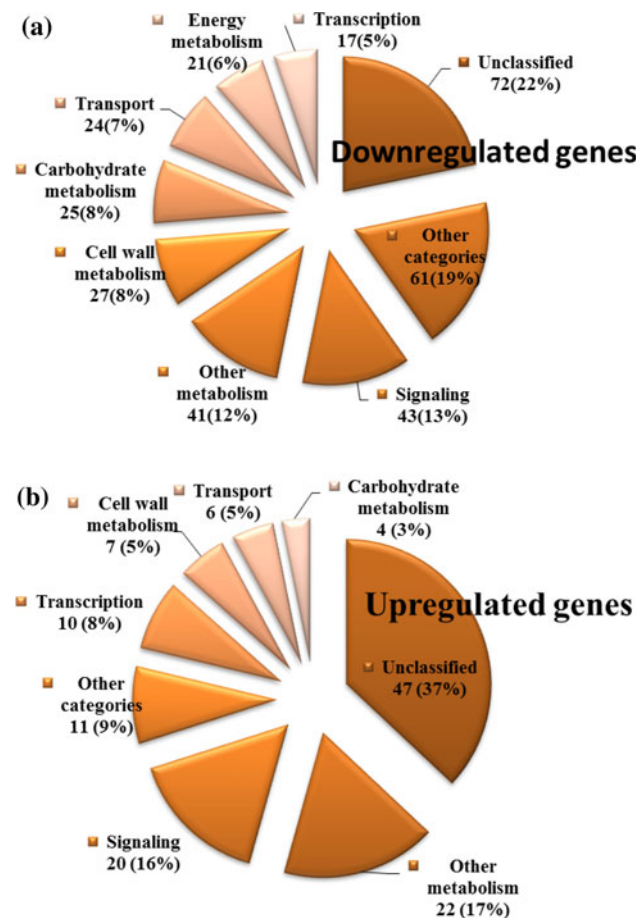 (a)
Energy
metabolism
21(6%)
Transcription
17(5%)
Unclassified
72(22%)
Transport
24(7%)
Downregulated genes
Carbohydrate
metabolism
25(8%)
Other
categories
61(19%)
Cell wall
metabolism
27(8%)
Other
metabolism
41(12%)
Signaling
43(13%)
(b)
Cell wall
metabolism
7 (5%)
Transport
6 (5%)
Carbohydrate
metabolism
4 (3%)
Transcription
10 (8%)
Upregulated genes
Unclassified
47 (37%)
Other
categories
11 (9%)
Signaling
20 (16%)
Other
metabolism
22 (17%)